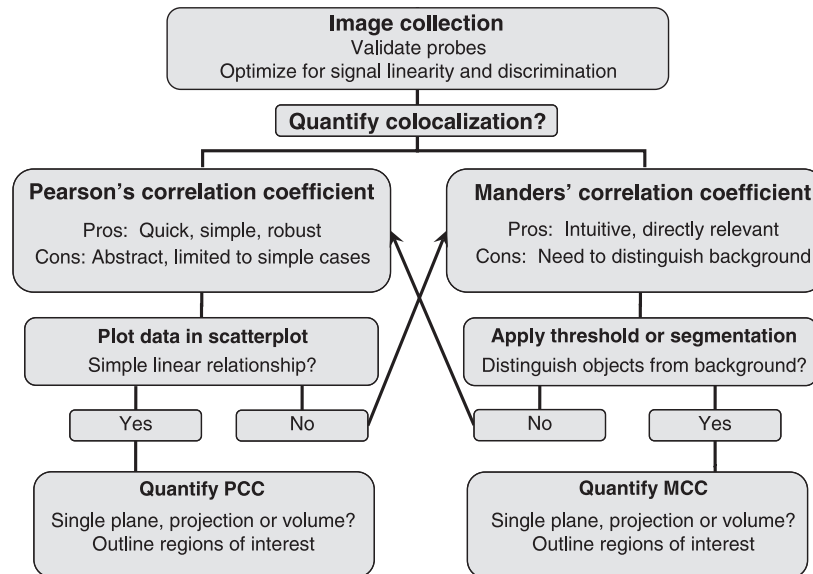 Image collection
Validate probes
Optimize for signal linearity and discrimination
Quantify colocalization?
Pearson's correlation coefficient
Pros: Quick, simple, robust
Cons: Abstract, limited to simple cases
Manders' correlation coefficient
Pros: Intuitive, directly relevant
Cons: Need to distinguish background
Plot data in scatterplot
Simple linear relationship?
Apply threshold or segmentation
Distinguish objects from background?
Yes
No
No
Yes
Quantify PCC
Single plane, projection or volume?
Outline regions of interest
Quantify MCC
Single plane, projection or volume?
Outline regions of interest